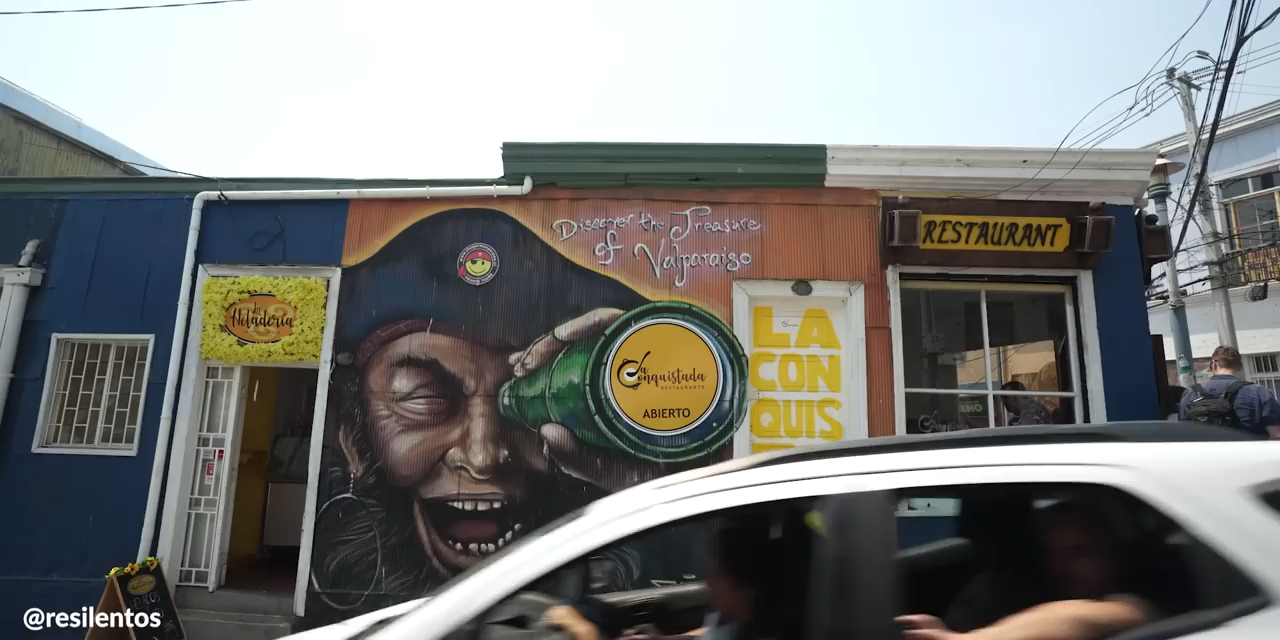 Discover the Treasure
of Valparaiso
RESTAURANT
La
Heladería
La
Conquistada
RESTAURANTE
ABIERTO
LA
CON
QUIS
@resilentos